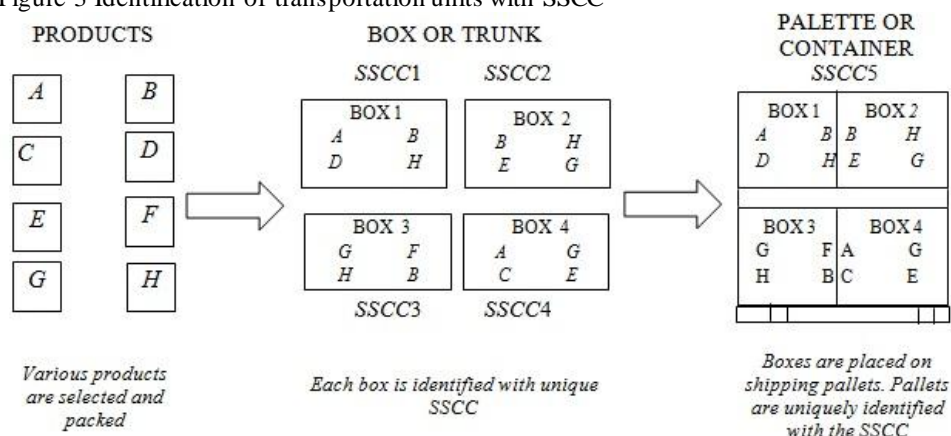 Figure 3 Identification of transportation units with SSCC
PRODUCTS
A B
C D
E F
G H
Various products
are selected and
packed
BOX OR TRUNK
SSCC1 SSCC2
BOX 1
A B
D H
BOX 2
B H
E G
BOX 3
G F
H B
BOX 4
A G
C E
SSCC3 SSCC4
Each box is identified with unique
SSCC
PALETTE OR
CONTAINER
SSCC5
BOX 1
A B
D H
BOX 2
B H
E G
BOX 3
G F
H B
BOX 4
A G
C E
Boxes are placed on
shipping pallets. Pallets
are uniquely identified
with the SSCC